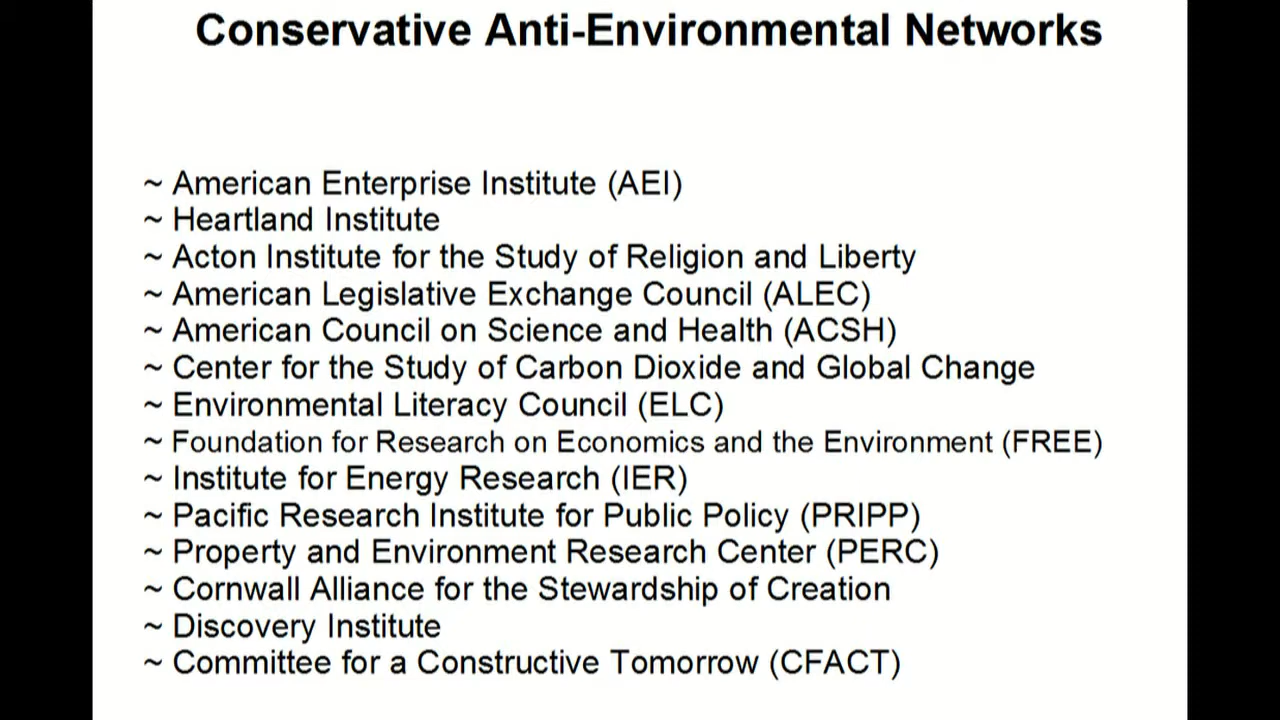 Conservative Anti-Environmental Networks
~ American Enterprise Institute (AEI)
~ Heartland Institute
~ Acton Institute for the Study of Religion and Liberty
~ American Legislative Exchange Council (ALEC)
~ American Council on Science and Health (ACSH)
~ Center for the Study of Carbon Dioxide and Global Change
~ Environmental Literacy Council (ELC)
~ Foundation for Research on Economics and the Environment (FREE)
~ Institute for Energy Research (IER)
~ Pacific Research Institute for Public Policy (PRIPP)
~ Property and Environment Research Center (PERC)
~ Cornwall Alliance for the Stewardship of Creation
~ Discovery Institute
~ Committee for a Constructive Tomorrow (CFACT)